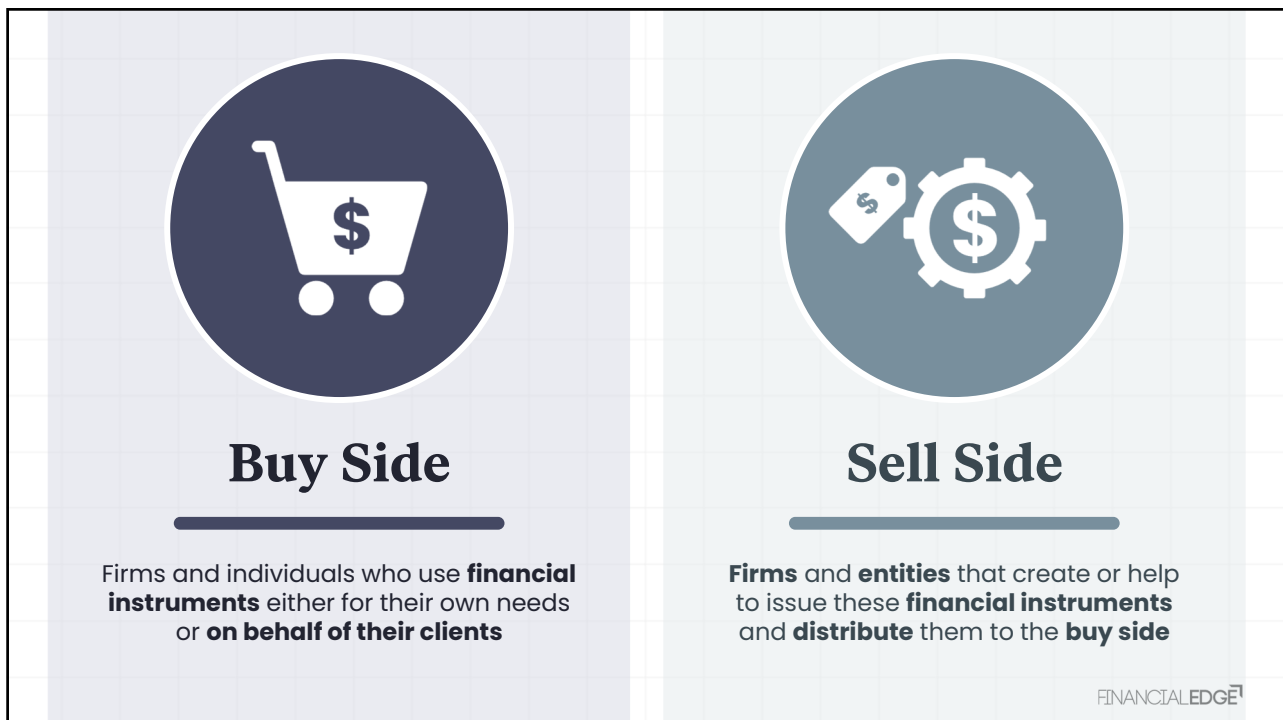 $
$
$
Buy Side
Firms and individuals who use financial
instruments either for their own needs
or on behalf of their clients
Sell Side
Firms and entities that create or help
to issue these financial instruments
and distribute them to the buy side
FINANCIALEDGE